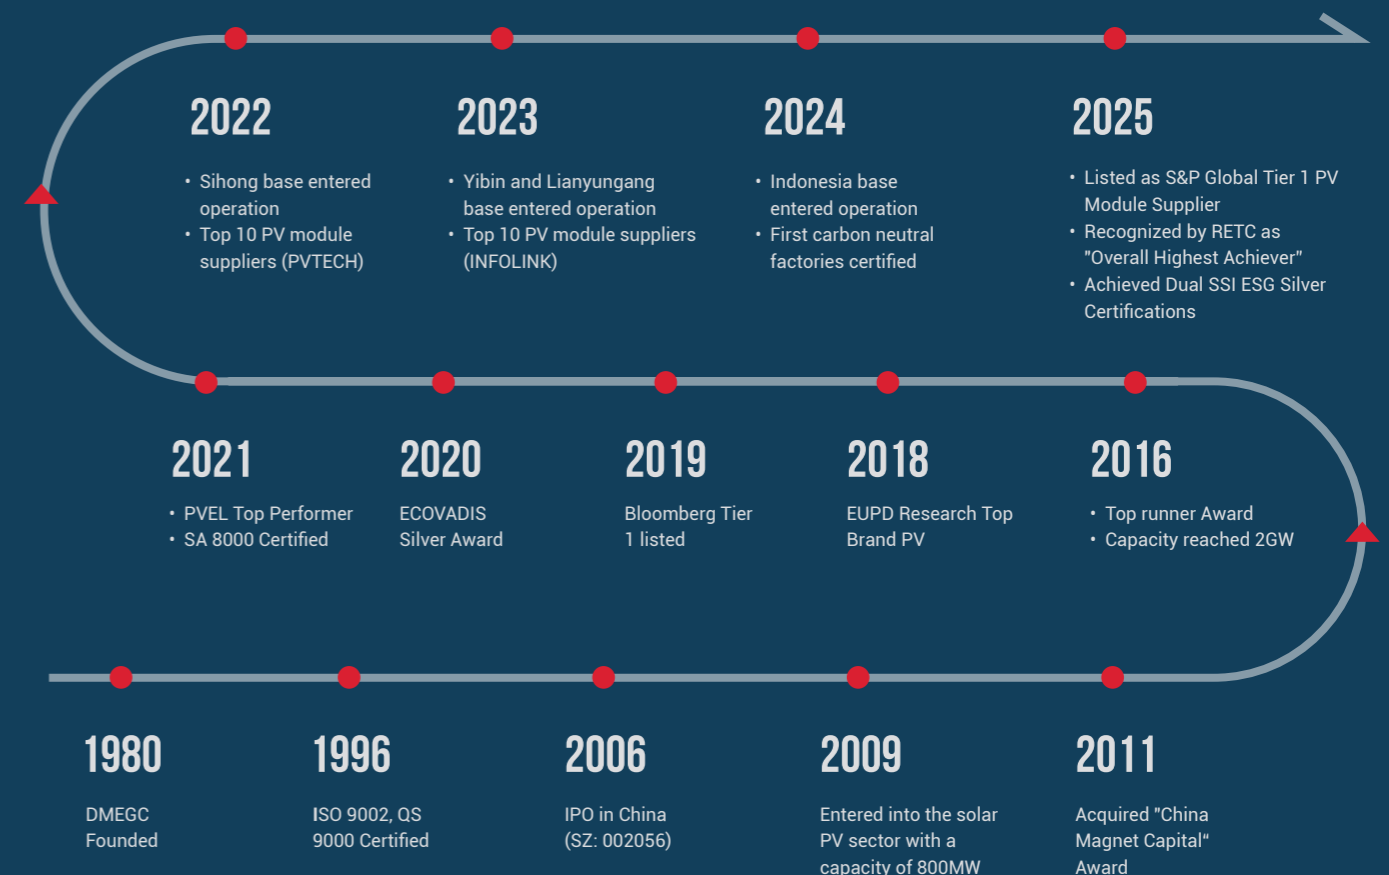 2022
• Sihong base entered
operation
• Top 10 PV module
suppliers (PVTECH)
2023
• Yibin and Lianyungang
base entered operation
• Top 10 PV module suppliers
(INFOLINK)
2024
• Indonesia base
entered operation
• First carbon neutral
factories certified
2025
• Listed as S&P Global Tier 1 PV
Module Supplier
• Recognized by RETC as
"Overall Highest Achiever"
• Achieved Dual SSI ESG Silver
Certifications
2021
• PVEL Top Performer
• SA 8000 Certified
2020
ECOVADIS
Silver Award
2019
Bloomberg Tier
1 listed
2018
EUPD Research Top
Brand PV
2016
• Top runner Award
• Capacity reached 2GW
1980
DMEGC
Founded
1996
ISO 9002, QS
9000 Certified
2006
IPO in China
(SZ: 002056)
2009
Entered into the solar
PV sector with a
capacity of 800MW
2011
Acquired "China
Magnet Capital“
Award